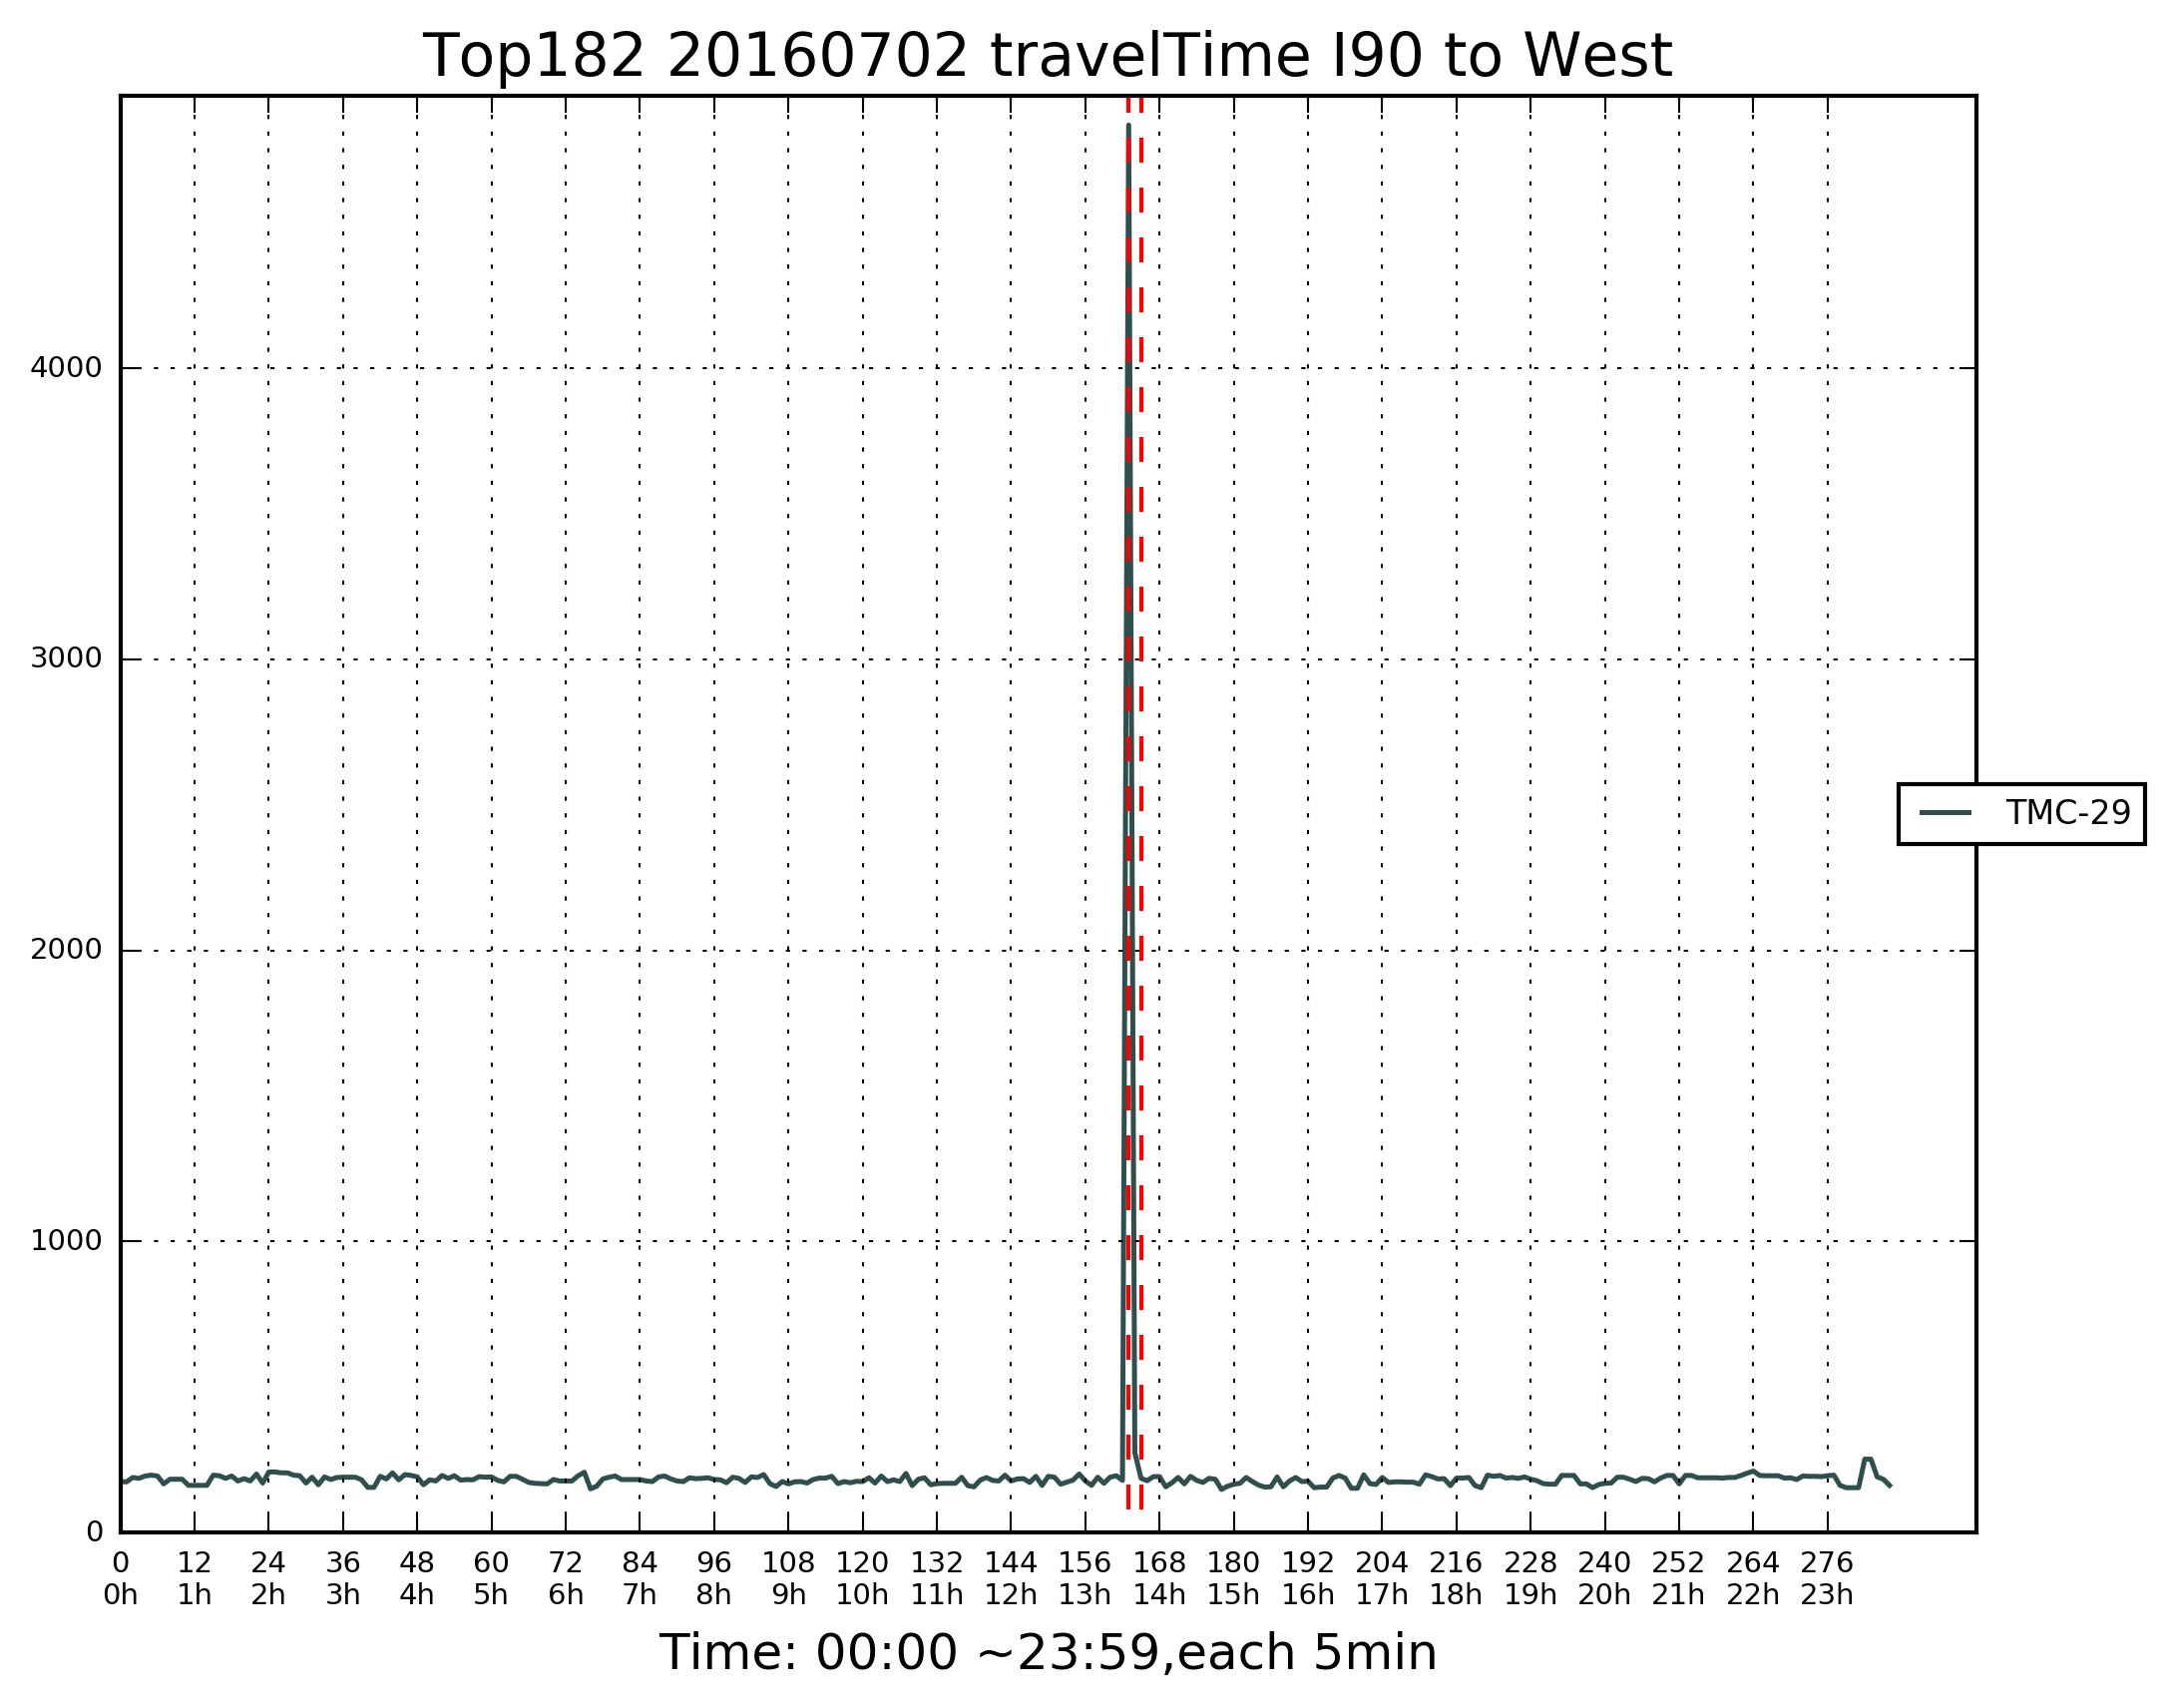 Top182 20160702 travelTime I90 to West
4000
3000
2000
1000
0
TMC-29
0 12 24 36 48 60 72 84 96 108 120 132 144 156 168 180 192 204 216 228 240 252 264 276
0h 1h 2h 3h 4h 5h 6h 7h 8h 9h 10h 11h 12h 13h 14h 15h 16h 17h 18h 19h 20h 21h 22h 23h
Time: 00:00 ~23:59,each 5min